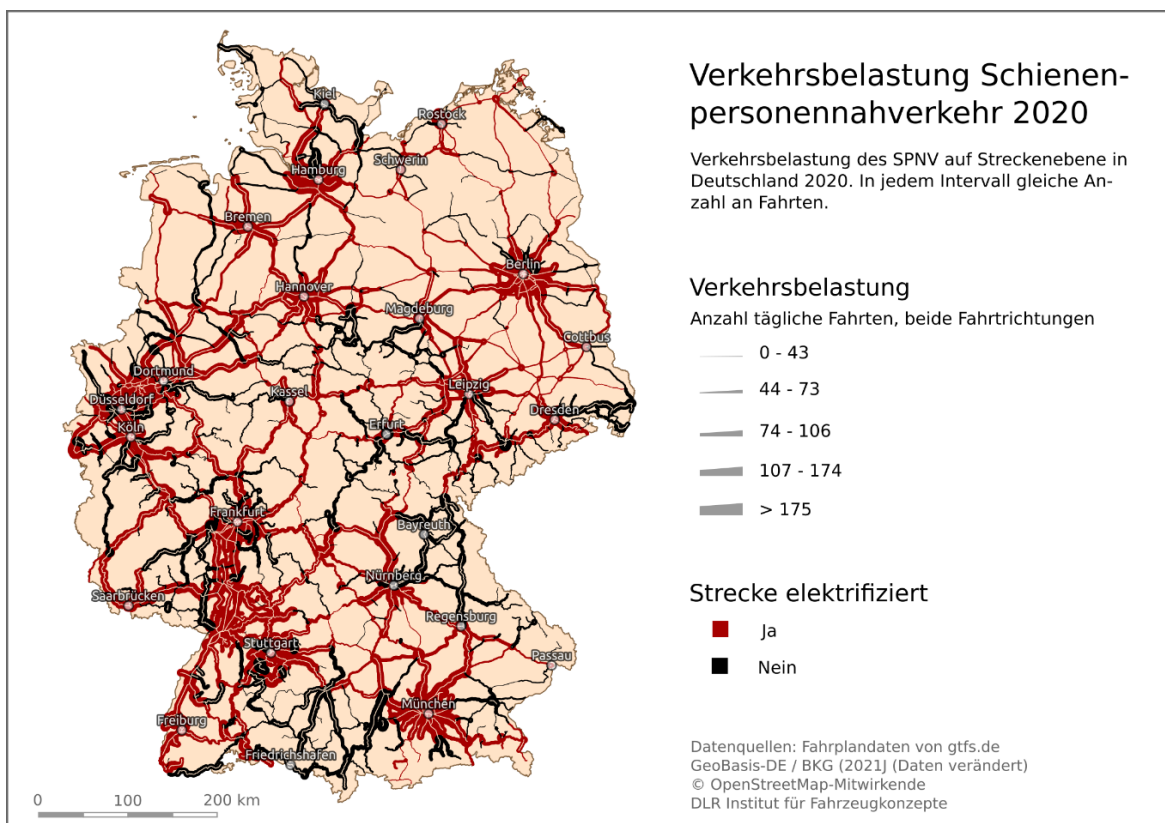 Verkehrsbelastung Schienen-
personennahverkehr 2020
Verkehrsbelastung des SPNV auf Streckenebene in
Deutschland 2020. In jedem Intervall gleiche An-
zahl an Fahrten.
Verkehrsbelastung
Anzahl tägliche Fahrten, beide Fahrtrichtungen
0 - 43
44 - 73
74 - 106
107 - 174
> 175
Strecke elektrifiziert
Ja
Nein
Datenquellen: Fahrplandaten von gtfs.de
GeoBasis-DE / BKG (2021J (Daten verändert)
© OpenStreetMap-Mitwirkende
DLR Institut für Fahrzeugkonzepte
Kiel
Rostock
Schwerin
Hamburg
Bremen
Berlin
Hannover
Magdeburg
Cottbus
Dortmund
Kassel
Leipzig
Düsseldorf
Dresden
Köln
Erfurt
Frankfurt
Bayreuth
Nürnberg
Saarbrücken
Regensburg
Stuttgart
Passau
München
Freiburg
Friedrichshafen
0 100 200 km